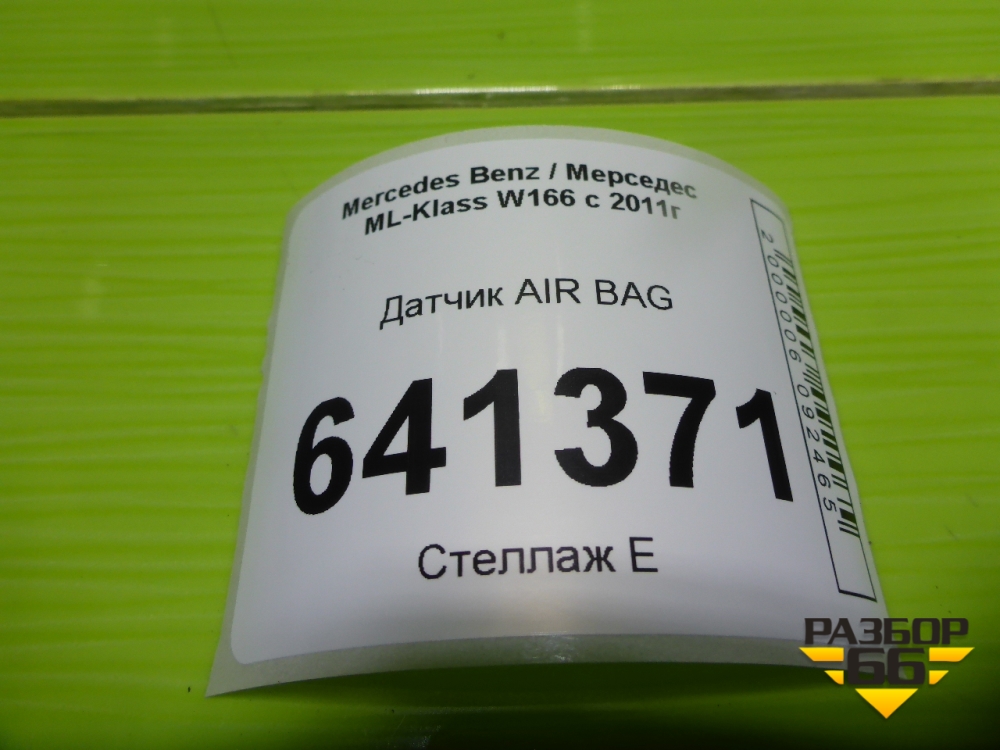 Mercedes Benz / Мерседес
ML-Klass W166 с 2011г
Датчик AIR BAG
641371
Стеллаж Е
2000006092465
РАЗБОР
66